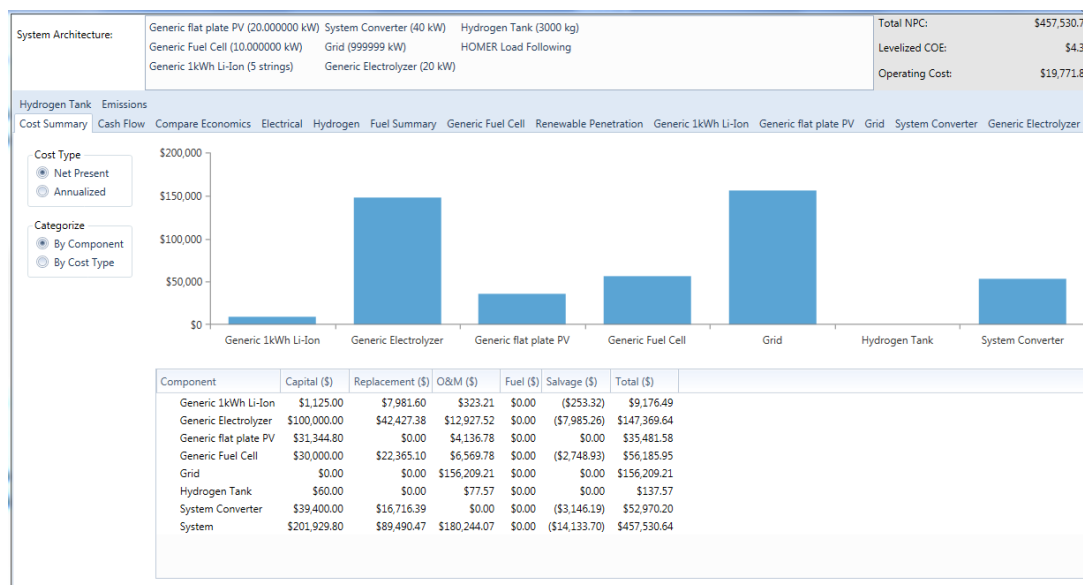 System Architecture:
Generic flat plate PV (20.000000 kW) System Converter (40 kW) Hydrogen Tank (3000 kg)
Generic Fuel Cell (10.000000 kW) Grid (999999 kW) HOMER Load Following
Generic 1kWh Li-Ion (5 strings) Generic Electrolyzer (20 kW)
Total NPC: $457,530.7
Levelized COE: $4.3
Operating Cost: $19,771.8
Hydrogen Tank Emissions
Cost Summary Cash Flow Compare Economics Electrical Hydrogen Fuel Summary Generic Fuel Cell Renewable Penetration Generic 1kWh Li-Ion Generic flat plate PV Grid System Converter Generic Electrolyzer
Cost Type
Net Present
Annualized
Categorize
By Component
By Cost Type
$200,000
$150,000
$100,000
$50,000
$0
Generic 1kWh Li-Ion Generic Electrolyzer Generic flat plate PV Generic Fuel Cell Grid Hydrogen Tank System Converter
Component Capital ($) Replacement ($) O&M ($) Fuel ($) Salvage ($) Total ($)
Generic 1kWh Li-Ion $1,125.00 $7,981.60 $323.21 $0.00 ($253.32) $9,176.49
Generic Electrolyzer $100,000.00 $42,427.38 $12,927.52 $0.00 ($7,985.26) $147,369.64
Generic flat plate PV $31,344.80 $0.00 $4,136.78 $0.00 $0.00 $35,481.58
Generic Fuel Cell $30,000.00 $22,365.10 $6,569.78 $0.00 ($2,748.93) $56,185.95
Grid $0.00 $0.00 $156,209.21 $0.00 $0.00 $156,209.21
Hydrogen Tank $60.00 $0.00 $77.57 $0.00 $0.00 $137.57
System Converter $39,400.00 $16,716.39 $0.00 $0.00 ($3,146.19) $52,970.20
System $201,929.80 $89,490.47 $180,244.07 $0.00 ($14,133.70) $457,530.64